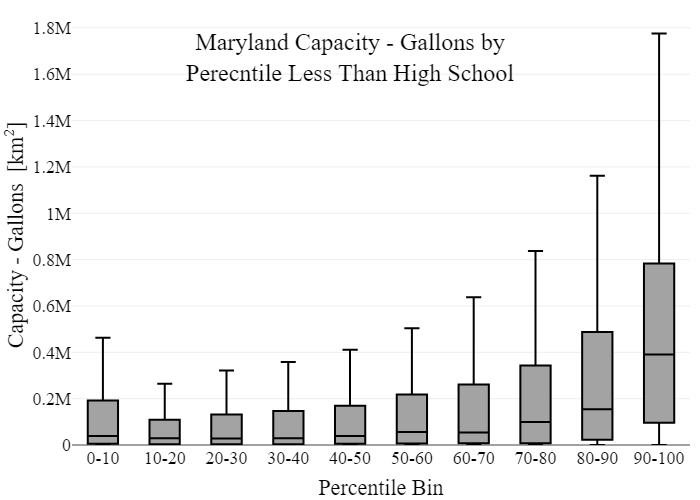 Maryland Capacity - Gallons by
Perecntile Less Than High School
Capacity - Gallons [km²]
1.8M
1.6M
1.4M
1.2M
1M
0.8M
0.6M
0.4M
0.2M
0
0-10 10-20 20-30 30-40 40-50 50-60 60-70 70-80 80-90 90-100
Percentile Bin